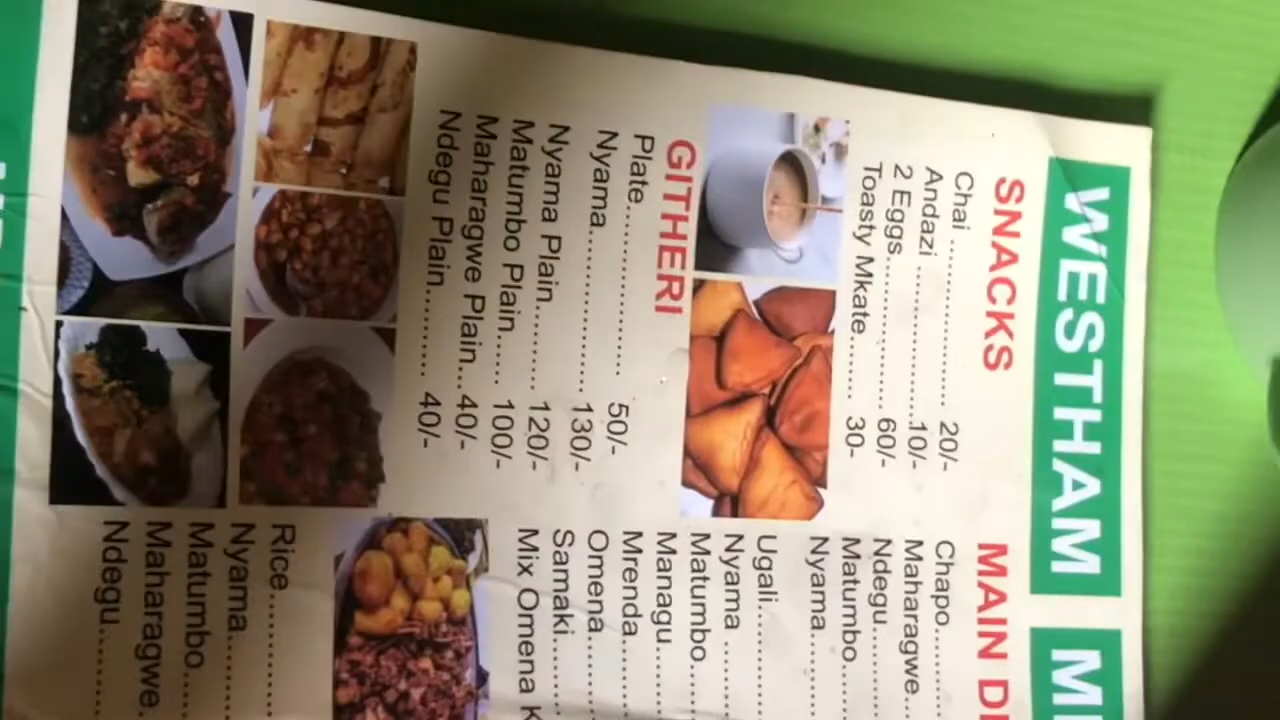 WESTHAM
SNACKS
Chai .................. 20/-
Andazi ..................10/-
2 Eggs.................. 60/-
Toasty Mkate...... 30-
GITHERI
Plate.................. 50/-
Nyama.................. 130/-
Nyama Plain.......... 120/-
Matumbo Plain...... 100/-
Maharagwe Plain... 40/-
Ndegu Plain......... 40/-
MAIN
Chapo......
Maharagwe...
Ndegu.........
Matumbo......
Nyama.........
Ugali............
Nyama .........
Matumbo......
Managu......
Mrenda......
Omena.........
Samaki.........
Mix Omena
Rice............
Nyama.........
Matumbo......
Maharagwe.
Ndegu.........